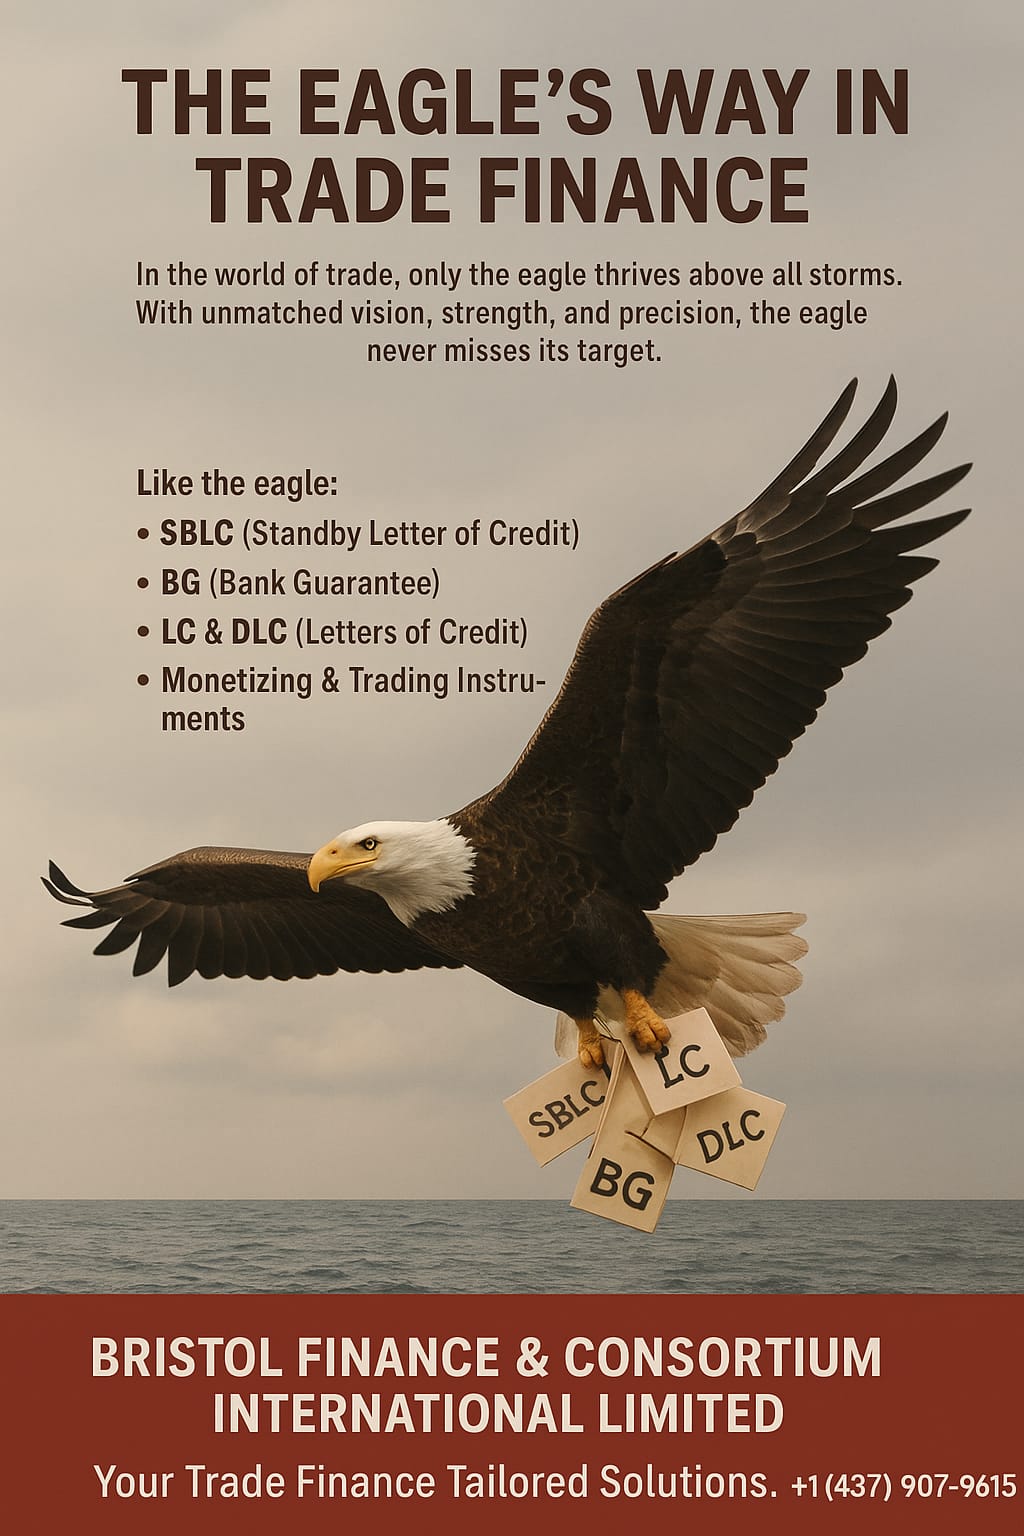 THE EAGLE’S WAY IN
TRADE FINANCE
In the world of trade, only the eagle thrives above all storms.
With unmatched vision, strength, and precision, the eagle
never misses its target.
Like the eagle:
• SBLC (Standby Letter of Credit)
• BG (Bank Guarantee)
• LC & DLC (Letters of Credit)
• Monetizing & Trading Instru-
ments
LC
SBLC
DLC
BG
BRISTOL FINANCE & CONSORTIUM
INTERNATIONAL LIMITED
Your Trade Finance Tailored Solutions. +1 (437) 907-9615